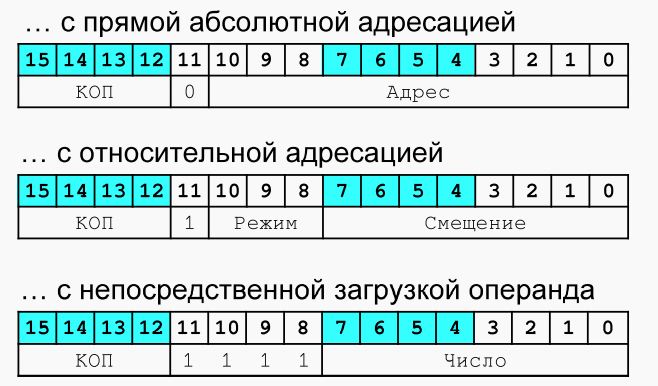 … с прямой абсолютной адресацией
15 14 13 12 11 10 9 8 7 6 5 4 3 2 1 0
КОП 0 Адрес
… с относительной адресацией
15 14 13 12 11 10 9 8 7 6 5 4 3 2 1 0
КОП 1 Режим Смещение
… с непосредственной загрузкой операнда
15 14 13 12 11 10 9 8 7 6 5 4 3 2 1 0
КОП 1 1 1 1 Число